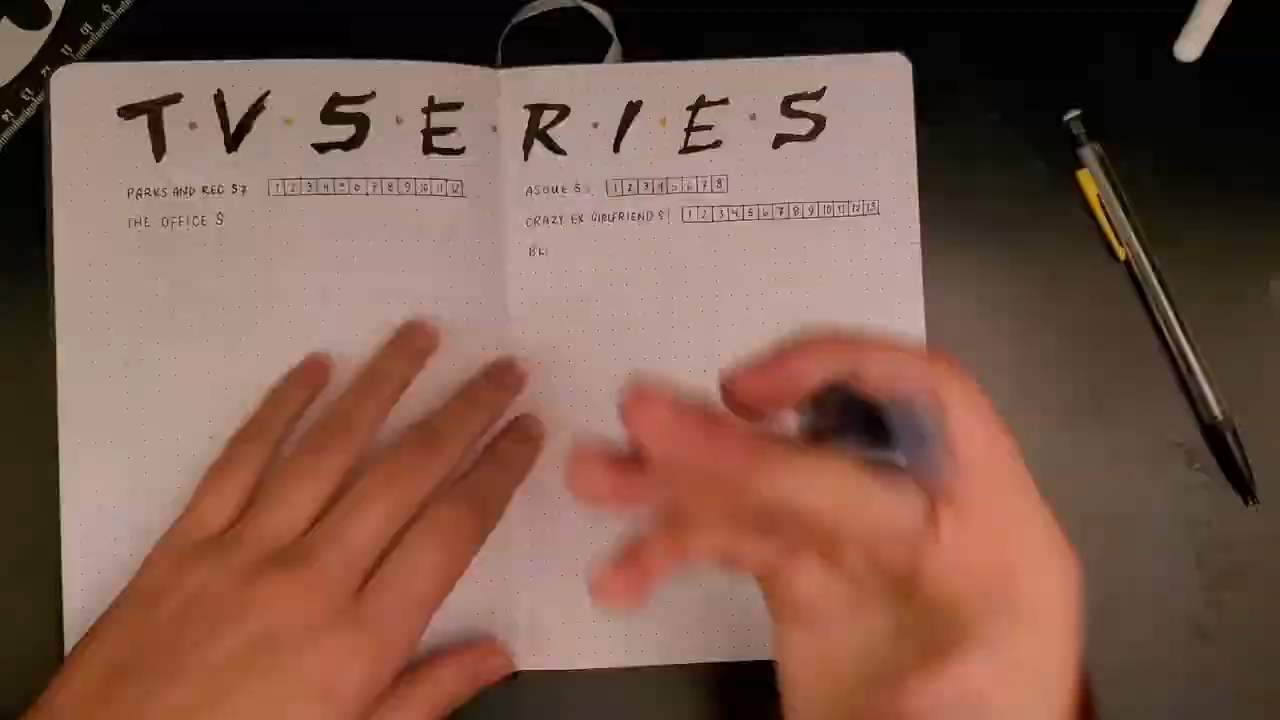 TV SERIES
PARKS AND REC S7 1 2 3 4 5 6 7 8 9 10 11 12
THE OFFICE S
ASOUE S 1 2 3 4 5 6 7 8
CRAZY EX GIRLFRIEND S1 1 2 3 4 5 6 7 8 9 10 11 12 13
BL